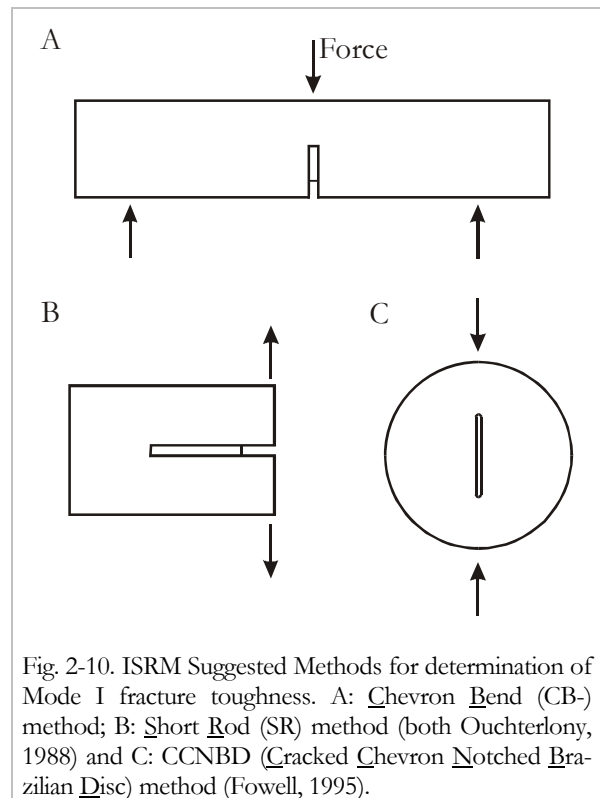 A
Force
B
C
Fig. 2-10. ISRM Suggested Methods for determination of
Mode I fracture toughness. A: Chevron Bend (CB-)
method; B: Short Rod (SR) method (both Ouchterlony,
1988) and C: CCNBD (Cracked Chevron Notched Bra-
zilian Disc) method (Fowell, 1995).